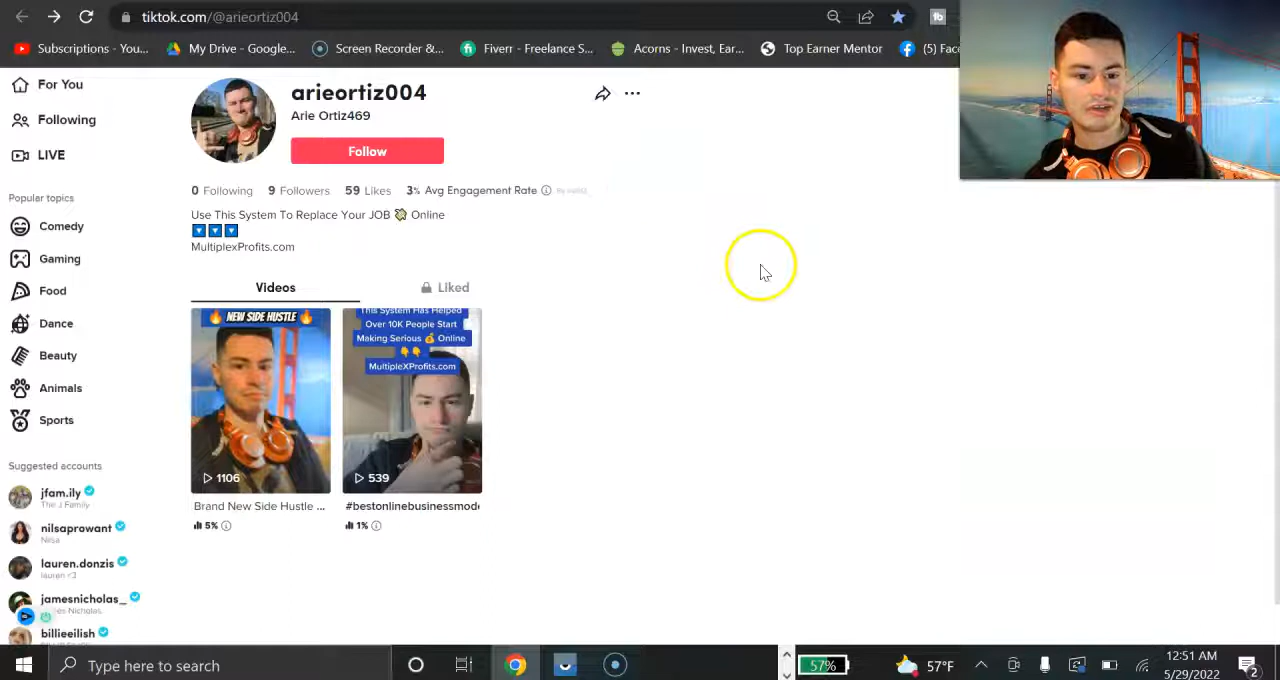 tiktok.com/@arieortiz004
Subscriptions - You...
My Drive - Google...
Screen Recorder &...
Fiverr - Freelance S...
Acorns - Invest, Ear...
Top Earner Mentor
(5) Face
For You
Following
LIVE
Popular topics
Comedy
Gaming
Food
Dance
Beauty
Animals
Sports
Suggested accounts
jfam.ily
The J Family
nilsaprowant
Nilsa
lauren.donzis
lauren <3
jamesnicholas_
Nicholas
billieeilish
arieortiz004
Arie Ortiz469
Follow
0 Following 9 Followers 59 Likes 3% Avg Engagement Rate
Use This System To Replace Your JOB 💸 Online
🔽🔽🔽
MultiplexProfits.com
Videos
Liked
🔥 NEW SIDE HUSTLE 🔥
1106
Brand New Side Hustle ...
5%
This System Has Helped
Over 10K People Start
Making Serious 💰 Online
👇👇
MultipleXProfits.com
539
#bestonlinebusinessmode
1%
Type here to search
57%
57°F
12:51 AM
5/29/2022
2